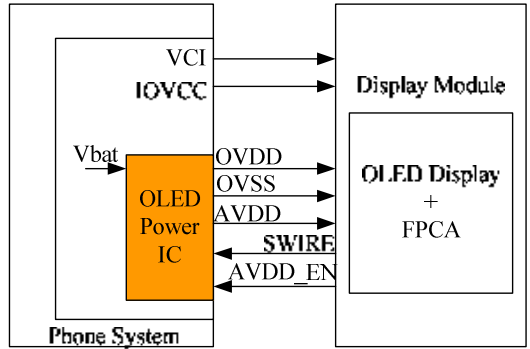 VCI
IOVCC
Display Module
Vbat
OVDD
OVSS
AVDD
SWIRE
AVDD_EN
OLED
Power
IC
OLED Display
+
FPCA
Phone System